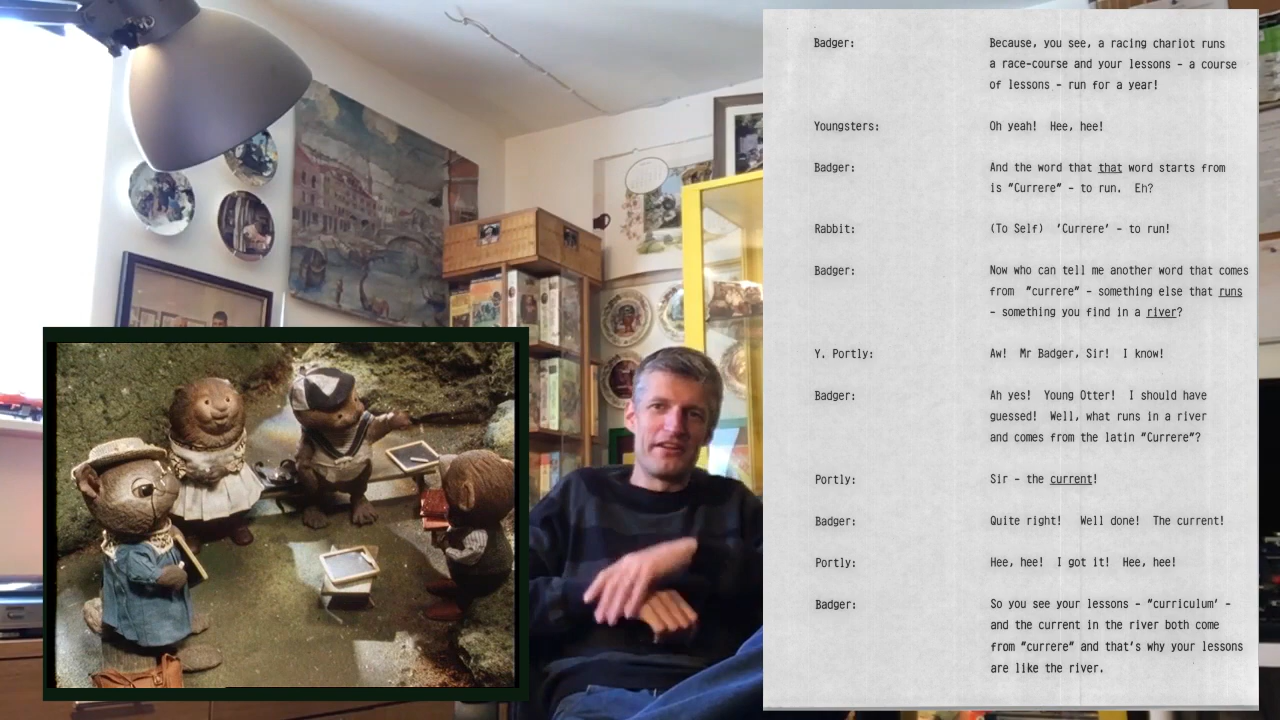 Badger: Because, you see, a racing chariot runs
a race-course and your lessons - a course
of lessons - run for a year!
Youngsters: Oh yeah! Hee, hee!
Badger: And the word that that word starts from
is "Currere" - to run. Eh?
Rabbit: (To Self) 'Currere' - to run!
Badger: Now who can tell me another word that comes
from "currere" - something else that runs
- something you find in a river?
Y. Portly: Aw! Mr Badger, Sir! I know!
Badger: Ah yes! Young Otter! I should have
guessed! Well, what runs in a river
and comes from the latin "Currere"?
Portly: Sir - the current!
Badger: Quite right! Well done! The current!
Portly: Hee, hee! I got it! Hee, hee!
Badger: So you see your lessons - "curriculum' -
and the current in the river both come
from "currere" and that's why your lessons
are like the river.